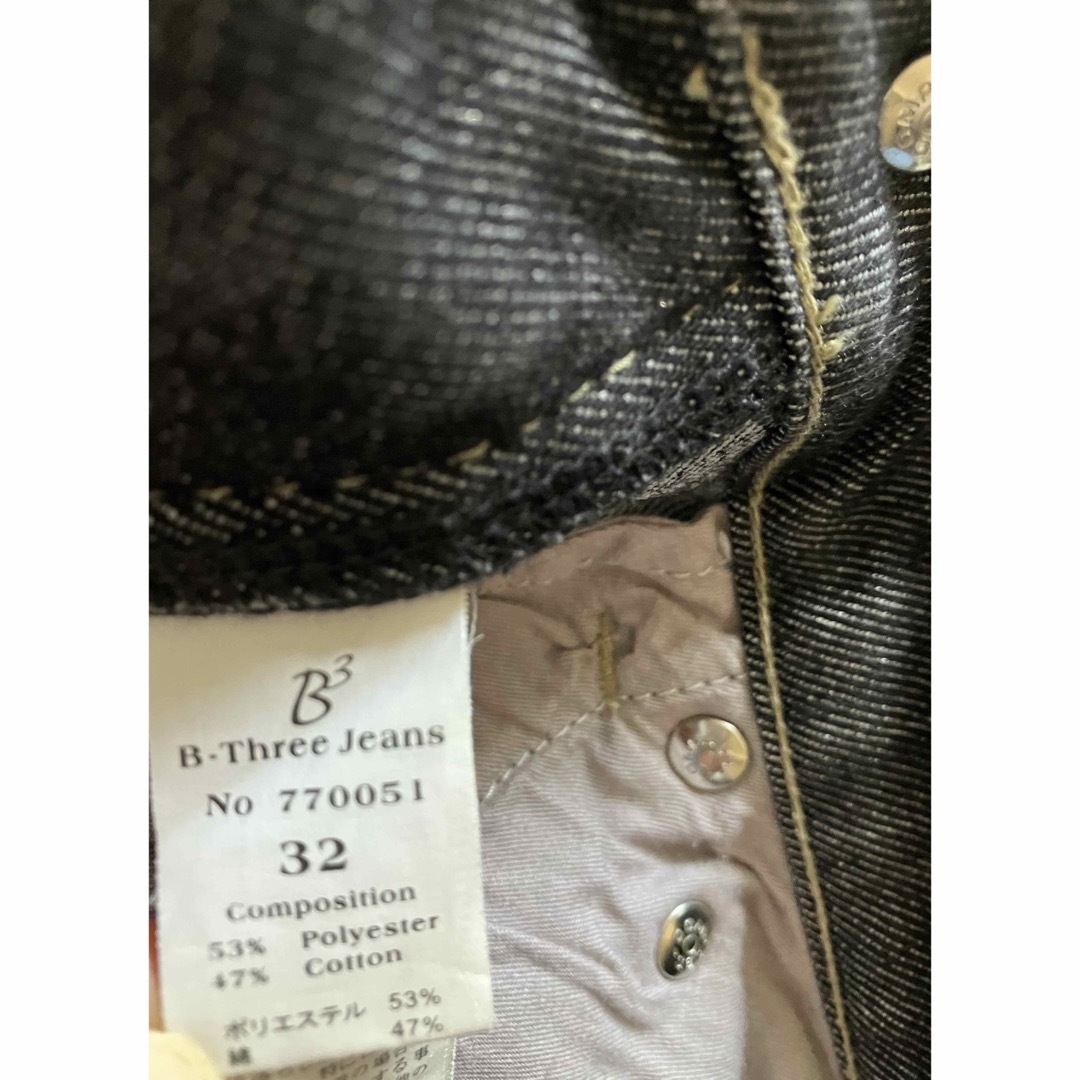 B3
B-Three Jeans
No 770051
32
Composition
53% Polyester
47% Cotton
ポリエステル 53%
綿 47%